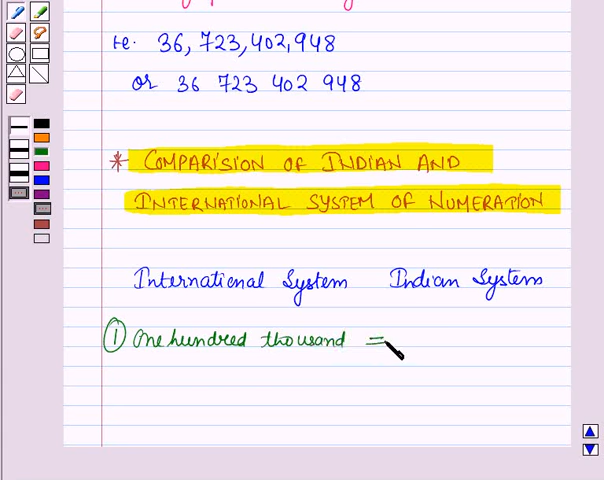 ie. 36, 723, 402, 948
or 36 723 402 948
* COMPARISION OF INDIAN AND
INTERNATIONAL SYSTEM OF NUMERATION
International System Indian System
① One hundred thousand =